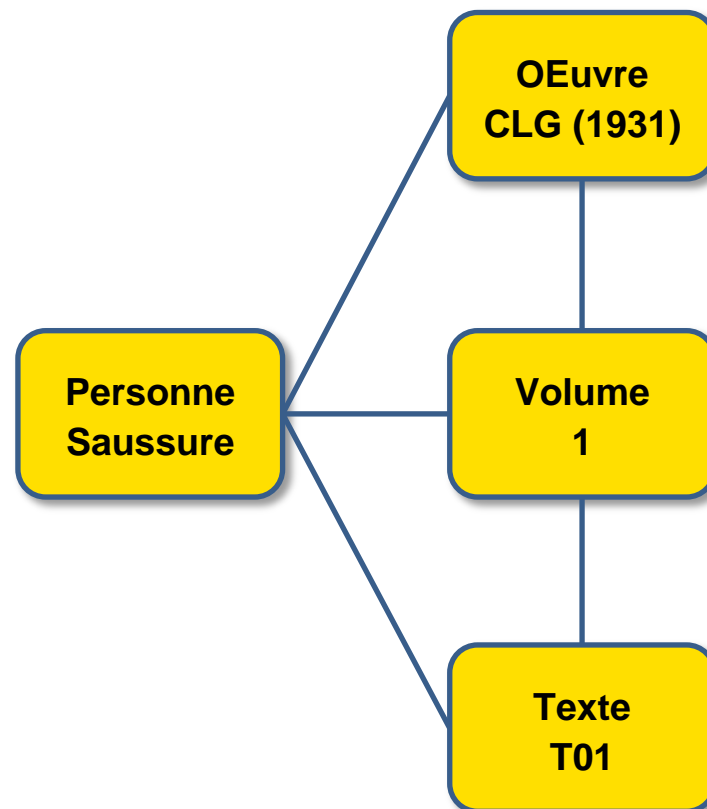 OEuvre
CLG (1931)
Personne
Saussure
Volume
1
Texte
T01